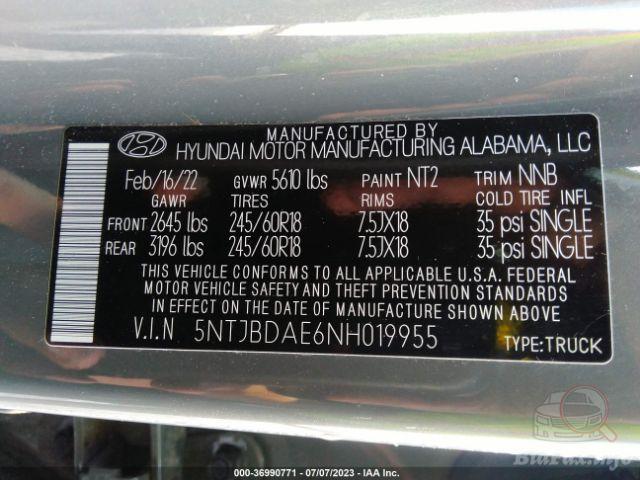 MANUFACTURED BY
HYUNDAI MOTOR MANUFACTURING ALABAMA, LLC
Feb/16/22 GVWR 5610 lbs PAINT NT2 TRIM NNB
GAWR TIRES RIMS COLD TIRE INFL
FRONT 2645 lbs 245/60R18 7.5JX18 35 psi SINGLE
REAR 3196 lbs 245/60R18 7.5JX18 35 psi SINGLE
THIS VEHICLE CONFORMS TO ALL APPLICABLE U.S.A. FEDERAL
MOTOR VEHICLE SAFETY AND THEFT PREVENTION STANDARDS
IN EFFECT ON THE DATE OF MANUFACTURE SHOWN ABOVE
V.I.N 5NTJBDAE6NH019955 TYPE:TRUCK
BidFax.info
000-36990771 - 07/07/2023 - IAA Inc.